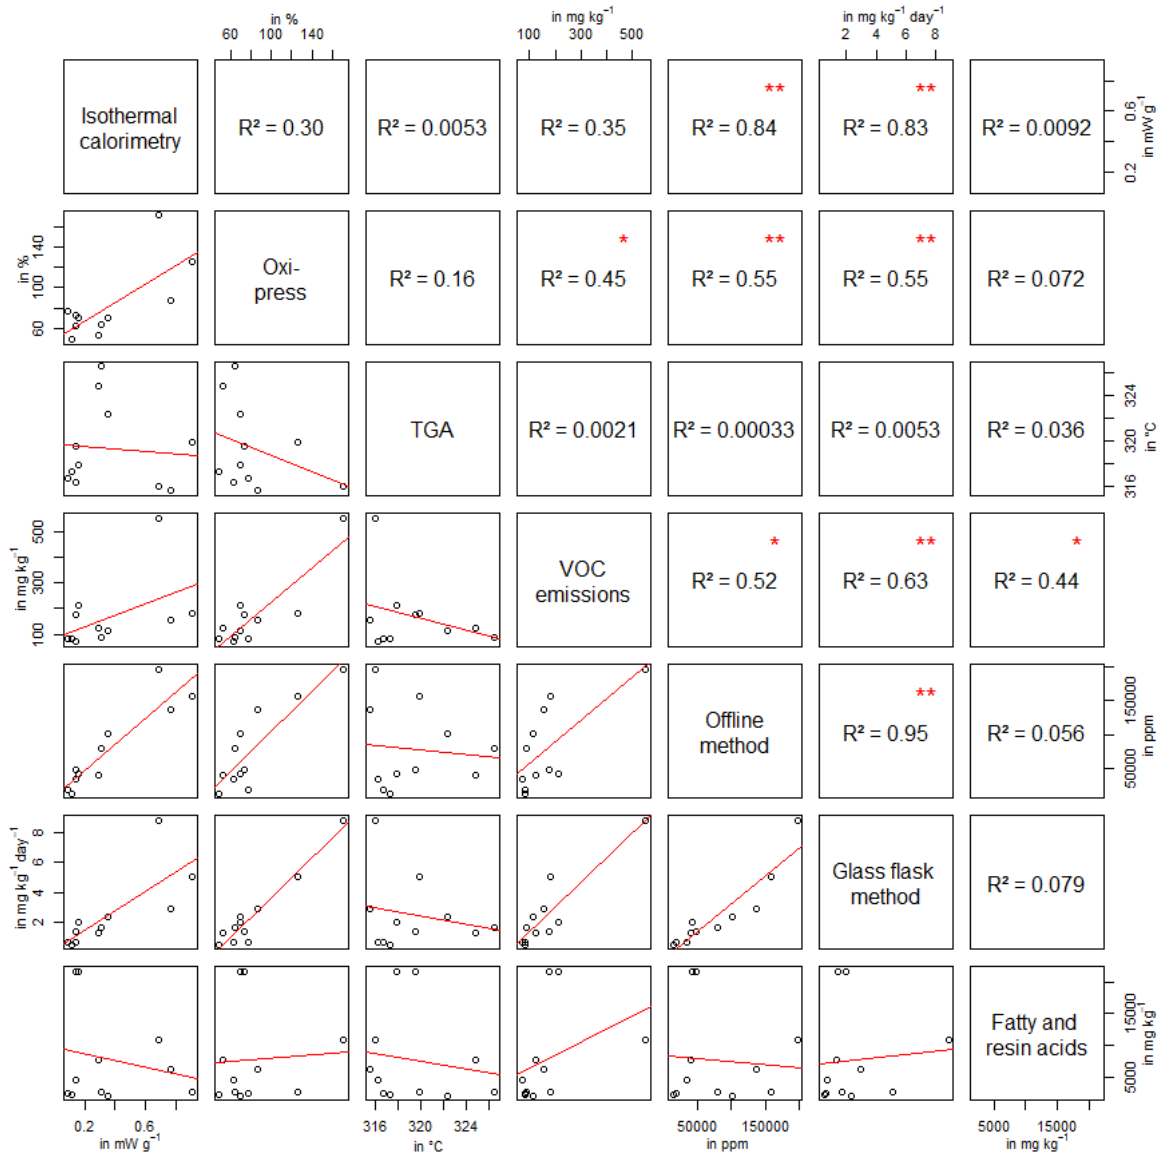 in % in mg kg⁻¹ in mg kg⁻¹ day⁻¹
60 80 100 140 100 300 500 2 4 6 8
Isothermal
calorimetry
R² = 0.30
R² = 0.0053
R² = 0.35
**
R² = 0.84
**
R² = 0.83
R² = 0.0092
0.2 0.6
in mW g⁻¹
in %
60 100 140
Oxi-
press
R² = 0.16
*
R² = 0.45
**
R² = 0.55
**
R² = 0.55
R² = 0.072
TGA
R² = 0.0021
R² = 0.00033
R² = 0.0053
R² = 0.036
316 320 324
in °C
in mg kg⁻¹
100 300 500
VOC
emissions
*
R² = 0.52
**
R² = 0.63
*
R² = 0.44
Offline
method
**
R² = 0.95
R² = 0.056
50000 150000
in ppm
in mg kg⁻¹ day⁻¹
2 4 6 8
Glass flask
method
R² = 0.079
Fatty and
resin acids
5000 15000
in mg kg⁻¹
0.2 0.6 316 320 324 50000 150000 5000 15000
in mW g⁻¹ in °C in ppm in mg kg⁻¹